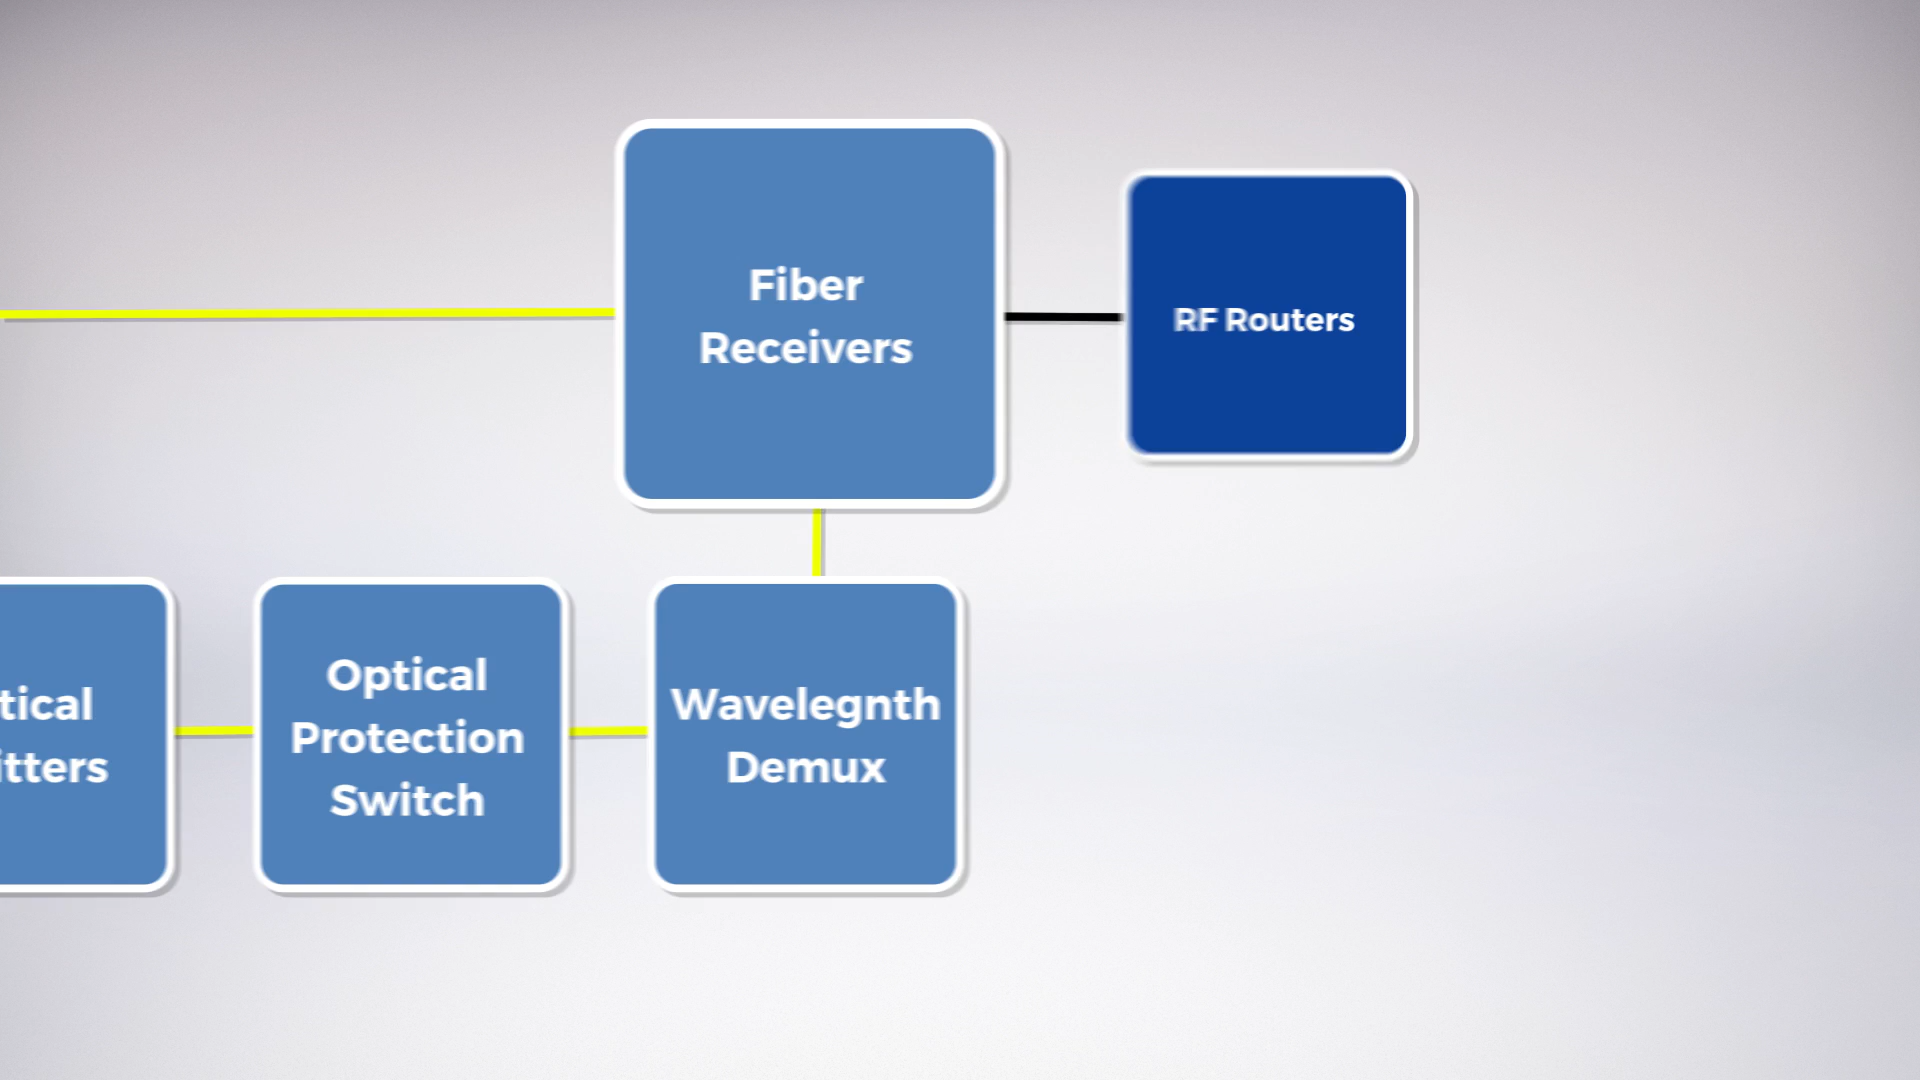 Fiber
Receivers
RF Routers
tical
itters
Optical
Protection
Switch
Wavelegnth
Demux